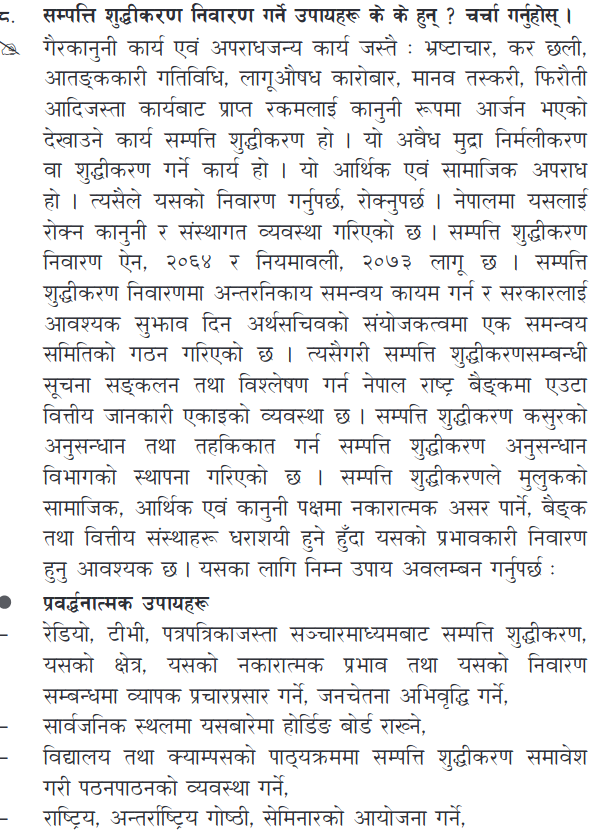 ८. सम्पत्ति शुद्धीकरण निवारण गर्ने उपायहरू के के हुन् ? चर्चा गर्नुहोस् ।
गैरकानुनी कार्य एवं अपराधजन्य कार्य जस्तै : भ्रष्टाचार, कर छली,
आतङ्ककारी गतिविधि, लागूऔषध कारोबार, मानव तस्करी, फिरौती
आदिजस्ता कार्यबाट प्राप्त रकमलाई कानुनी रूपमा आर्जन भएको
देखाउने कार्य सम्पत्ति शुद्धीकरण हो । यो अवैध मुद्रा निर्मलीकरण
वा शुद्धीकरण गर्ने कार्य हो । यो आर्थिक एवं सामाजिक अपराध
हो । त्यसैले यसको निवारण गर्नुपर्छ, रोक्नुपर्छ । नेपालमा यसलाई
रोक्न कानुनी र संस्थागत व्यवस्था गरिएको छ । सम्पत्ति शुद्धीकरण
निवारण ऐन, २०६४ र नियमावली, २०७३ लागू छ । सम्पत्ति
शुद्धीकरण निवारणमा अन्तरनिकाय समन्वय कायम गर्न र सरकारलाई
आवश्यक सुझाव दिन अर्थसचिवको संयोजकत्वमा एक समन्वय
समितिको गठन गरिएको छ । त्यसैगरी सम्पत्ति शुद्धीकरणसम्बन्धी
सूचना सङ्कलन तथा विश्लेषण गर्न नेपाल राष्ट्र बैङ्कमा एउटा
वित्तीय जानकारी एकाइको व्यवस्था छ । सम्पत्ति शुद्धीकरण कसुरको
अनुसन्धान तथा तहकिकात गर्न सम्पत्ति शुद्धीकरण अनुसन्धान
विभागको स्थापना गरिएको छ । सम्पत्ति शुद्धीकरणले मुलुकको
सामाजिक, आर्थिक एवं कानुनी पक्षमा नकारात्मक असर पार्ने, बैङ्क
तथा वित्तीय संस्थाहरू धराशयी हुने हुँदा यसको प्रभावकारी निवारण
हुनु आवश्यक छ । यसका लागि निम्न उपाय अवलम्बन गर्नुपर्छ :
● प्रवर्द्धनात्मक उपायहरू
– रेडियो, टीभी, पत्रपत्रिकाजस्ता सञ्चारमाध्यमबाट सम्पत्ति शुद्धीकरण,
यसको क्षेत्र, यसको नकारात्मक प्रभाव तथा यसको निवारण
सम्बन्धमा व्यापक प्रचारप्रसार गर्ने, जनचेतना अभिवृद्धि गर्ने,
– सार्वजनिक स्थलमा यसबारेमा होर्डिङ बोर्ड राख्ने,
– विद्यालय तथा क्याम्पसको पाठ्यक्रममा सम्पत्ति शुद्धीकरण समावेश
गरी पठनपाठनको व्यवस्था गर्ने,
– राष्ट्रिय, अन्तर्राष्ट्रिय गोष्ठी, सेमिनारको आयोजना गर्ने,